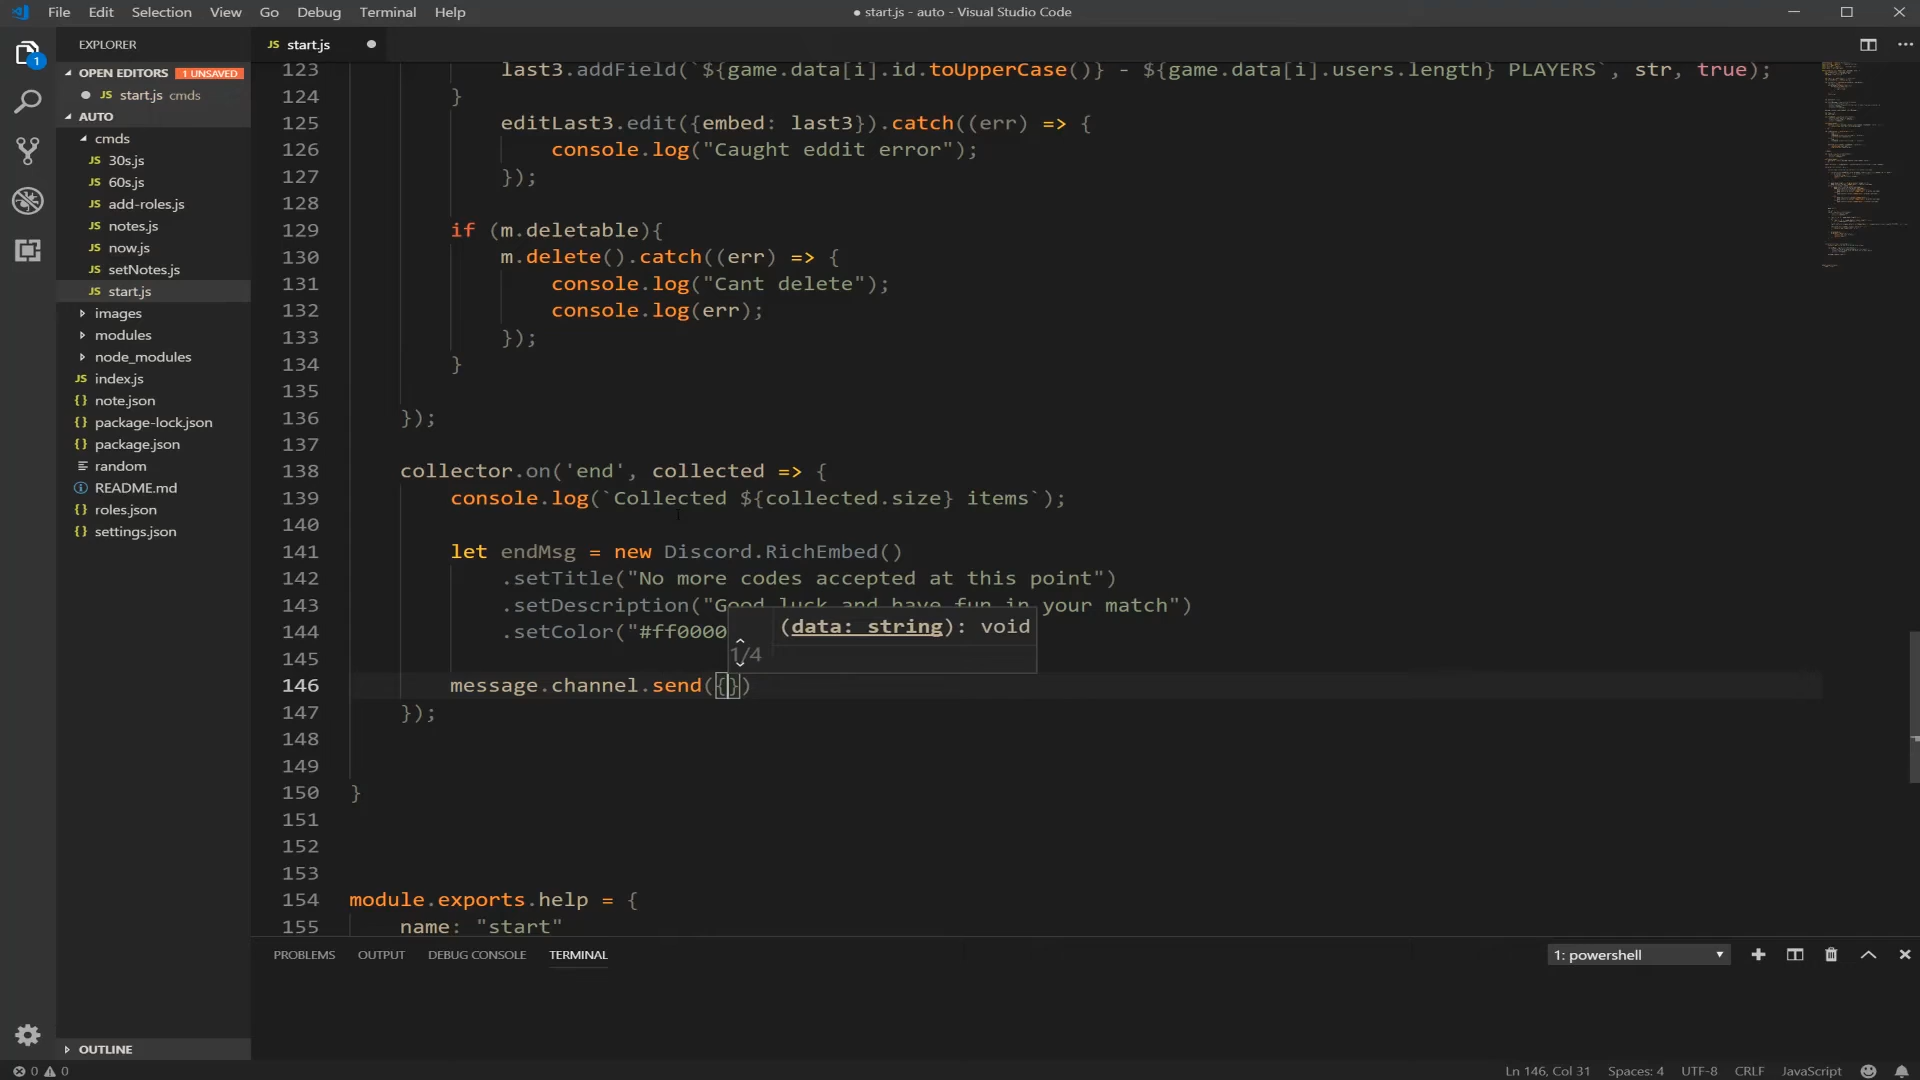 File Edit Selection View Go Debug Terminal Help
● start.js - auto - Visual Studio Code
1
EXPLORER
OPEN EDITORS 1 UNSAVED
● JS start.js cmds
AUTO
cmds
JS 30s.js
JS 60s.js
JS add-roles.js
JS notes.js
JS now.js
JS setNotes.js
JS start.js
images
modules
node_modules
JS index.js
{} note.json
{} package-lock.json
{} package.json
random
README.md
{} roles.json
{} settings.json
OUTLINE
JS start.js ●
123 last3.addField(`${game.data[i].id.toUpperCase()} - ${game.data[i].users.length} PLAYERS`, str, true);
124 }
125 editLast3.edit({embed: last3}).catch((err) => {
126 console.log("Caught eddit error");
127 });
128
129 if (m.deletable){
130 m.delete().catch((err) => {
131 console.log("Cant delete");
132 console.log(err);
133 });
134 }
135
136 });
137
138 collector.on('end', collected => {
139 console.log(`Collected ${collected.size} items`);
140
141 let endMsg = new Discord.RichEmbed()
142 .setTitle("No more codes accepted at this point")
143 .setDescription("Good luck and have fun in your match")
144 .setColor("#ff0000
(data: string): void
1/4
145
146 message.channel.send({})
147 });
148
149
150 }
151
152
153
154 module.exports.help = {
155 name: "start"
PROBLEMS OUTPUT DEBUG CONSOLE TERMINAL
1: powershell
0 0
Ln 146, Col 31 Spaces: 4 UTF-8 CRLF JavaScript